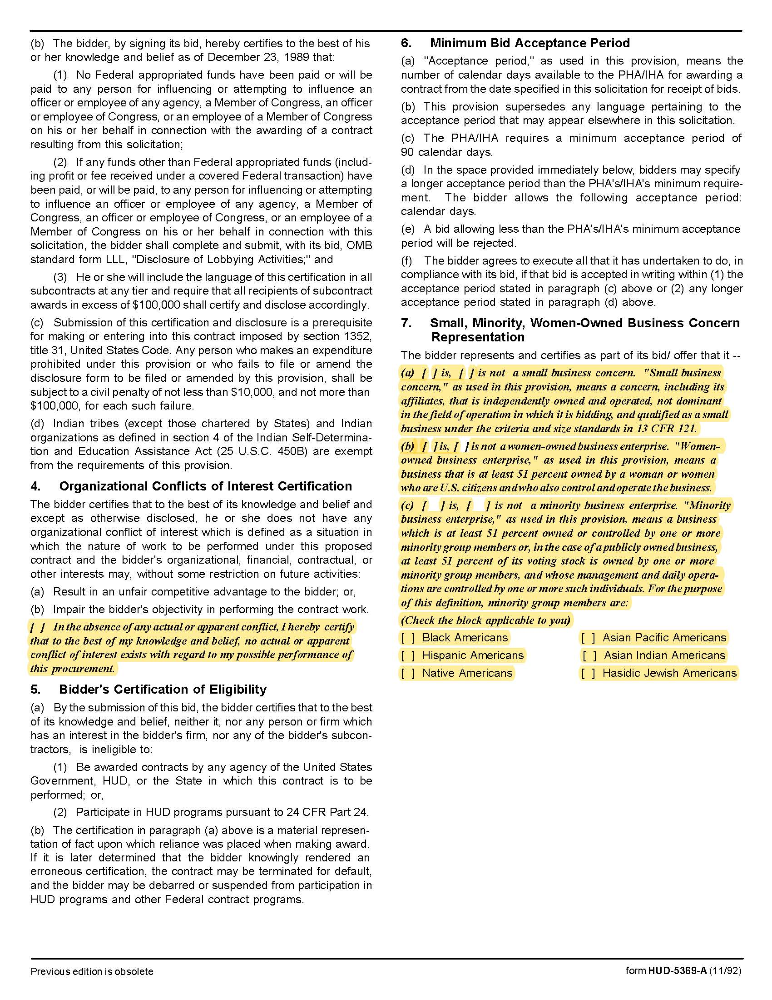 (b) The bidder, by signing its bid, hereby certifies to the best of his
or her knowledge and belief as of December 23, 1989 that:
(1) No Federal appropriated funds have been paid or will be
paid to any person for influencing or attempting to influence an
officer or employee of any agency, a Member of Congress, an officer
or employee of Congress, or an employee of a Member of Congress
on his or her behalf in connection with the awarding of a contract
resulting from this solicitation;
(2) If any funds other than Federal appropriated funds (includ-
ing profit or fee received under a covered Federal transaction) have
been paid, or will be paid, to any person for influencing or attempting
to influence an officer or employee of any agency, a Member of
Congress, an officer or employee of Congress, or an employee of a
Member of Congress on his or her behalf in connection with this
solicitation, the bidder shall complete and submit, with its bid, OMB
standard form LLL, "Disclosure of Lobbying Activities;" and
(3) He or she will include the language of this certification in all
subcontracts at any tier and require that all recipients of subcontract
awards in excess of $100,000 shall certify and disclose accordingly.
(c) Submission of this certification and disclosure is a prerequisite
for making or entering into this contract imposed by section 1352,
title 31, United States Code. Any person who makes an expenditure
prohibited under this provision or who fails to file or amend the
disclosure form to be filed or amended by this provision, shall be
subject to a civil penalty of not less than $10,000, and not more than
$100,000, for each such failure.
(d) Indian tribes (except those chartered by States) and Indian
organizations as defined in section 4 of the Indian Self-Determina-
tion and Education Assistance Act (25 U.S.C. 450B) are exempt
from the requirements of this provision.
4. Organizational Conflicts of Interest Certification
The bidder certifies that to the best of its knowledge and belief and
except as otherwise disclosed, he or she does not have any
organizational conflict of interest which is defined as a situation in
which the nature of work to be performed under this proposed
contract and the bidder's organizational, financial, contractual, or
other interests may, without some restriction on future activities:
(a) Result in an unfair competitive advantage to the bidder; or,
(b) Impair the bidder's objectivity in performing the contract work.
[ ] In the absence of any actual or apparent conflict, I hereby certify
that to the best of my knowledge and belief, no actual or apparent
conflict of interest exists with regard to my possible performance of
this procurement.
5. Bidder's Certification of Eligibility
(a) By the submission of this bid, the bidder certifies that to the best
of its knowledge and belief, neither it, nor any person or firm which
has an interest in the bidder's firm, nor any of the bidder's subcon-
tractors, is ineligible to:
(1) Be awarded contracts by any agency of the United States
Government, HUD, or the State in which this contract is to be
performed; or,
(2) Participate in HUD programs pursuant to 24 CFR Part 24.
(b) The certification in paragraph (a) above is a material represen-
tation of fact upon which reliance was placed when making award.
If it is later determined that the bidder knowingly rendered an
erroneous certification, the contract may be terminated for default,
and the bidder may be debarred or suspended from participation in
HUD programs and other Federal contract programs.
6. Minimum Bid Acceptance Period
(a) "Acceptance period," as used in this provision, means the
number of calendar days available to the PHA/IHA for awarding a
contract from the date specified in this solicitation for receipt of bids.
(b) This provision supersedes any language pertaining to the
acceptance period that may appear elsewhere in this solicitation.
(c) The PHA/IHA requires a minimum acceptance period of
90 calendar days.
(d) In the space provided immediately below, bidders may specify
a longer acceptance period than the PHA's/IHA's minimum require-
ment. The bidder allows the following acceptance period:
calendar days.
(e) A bid allowing less than the PHA's/IHA's minimum acceptance
period will be rejected.
(f) The bidder agrees to execute all that it has undertaken to do, in
compliance with its bid, if that bid is accepted in writing within (1) the
acceptance period stated in paragraph (c) above or (2) any longer
acceptance period stated in paragraph (d) above.
7. Small, Minority, Women-Owned Business Concern
Representation
The bidder represents and certifies as part of its bid/ offer that it --
(a) [ ] is, [ ] is not a small business concern. "Small business
concern," as used in this provision, means a concern, including its
affiliates, that is independently owned and operated, not dominant
in the field of operation in which it is bidding, and qualified as a small
business under the criteria and size standards in 13 CFR 121.
(b) [ ] is, [ ] is not a women-owned business enterprise. "Women-
owned business enterprise," as used in this provision, means a
business that is at least 51 percent owned by a woman or women
who are U.S. citizens and who also control and operate the business.
(c) [ ] is, [ ] is not a minority business enterprise. "Minority
business enterprise," as used in this provision, means a business
which is at least 51 percent owned or controlled by one or more
minority group members or, in the case of a publicly owned business,
at least 51 percent of its voting stock is owned by one or more
minority group members, and whose management and daily opera-
tions are controlled by one or more such individuals. For the purpose
of this definition, minority group members are:
(Check the block applicable to you)
[ ] Black Americans [ ] Asian Pacific Americans
[ ] Hispanic Americans [ ] Asian Indian Americans
[ ] Native Americans [ ] Hasidic Jewish Americans
Previous edition is obsolete
form HUD-5369-A (11/92)